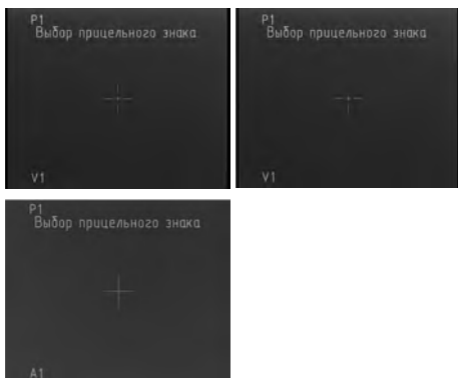 P1
Выбор прицельного знака
V1
P1
Выбор прицельного знака
V1
P1
Выбор прицельного знака
A1